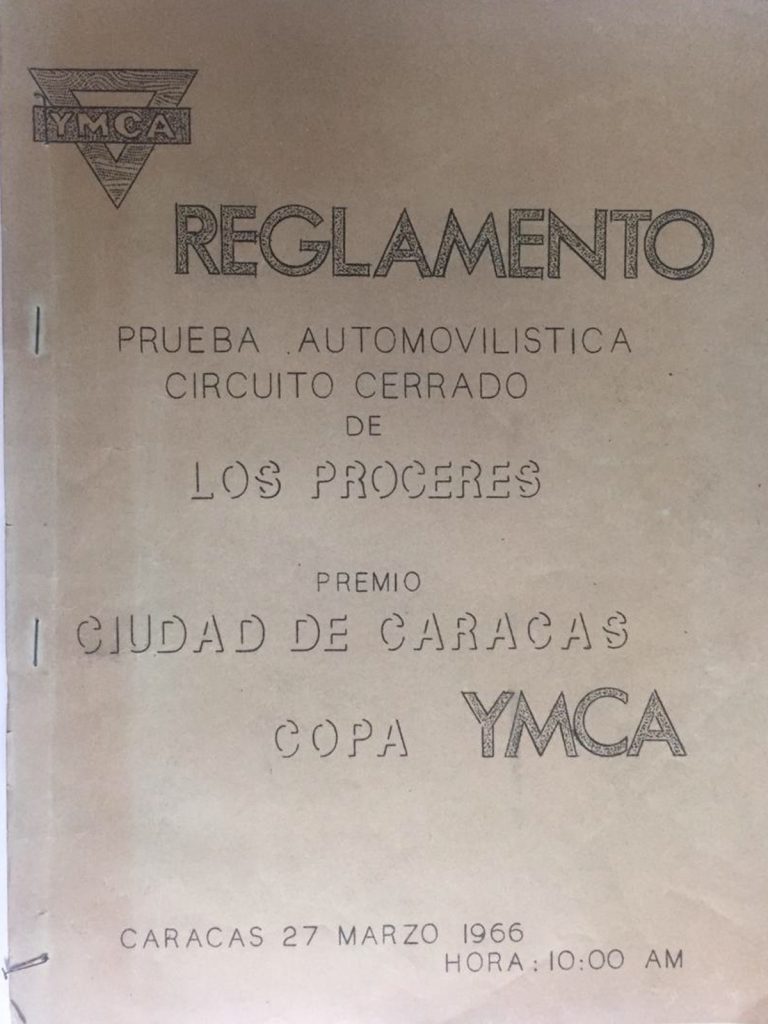 YMCA
REGLAMENTO
PRUEBA AUTOMOVILISTICA
CIRCUITO CERRADO
DE
LOS PROCERES
PREMIO
CIUDAD DE CARACAS
COPA YMCA
CARACAS 27 MARZO 1966
HORA: 10:00 AM